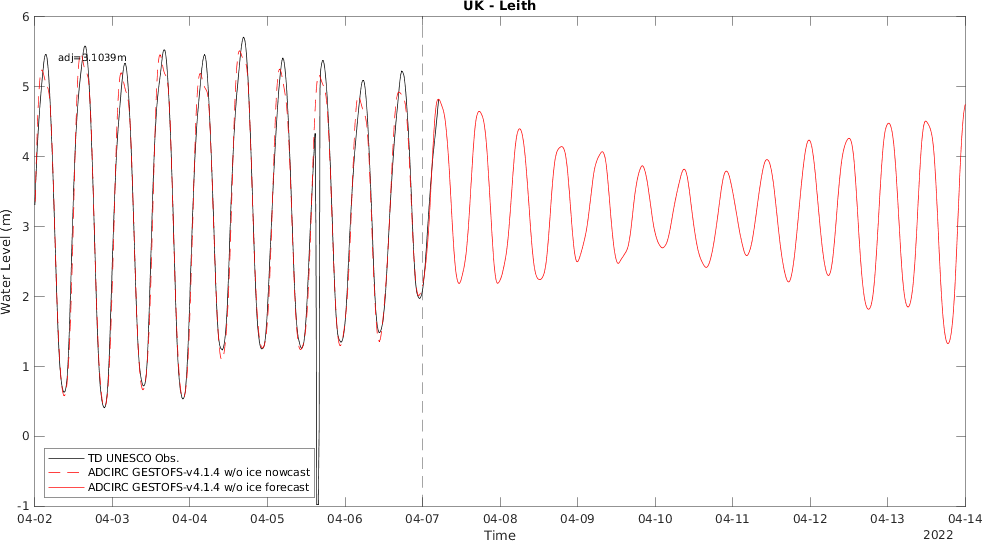 UK - Leith
adj=3.1039m
6
5
4
3
2
1
0
-1
Water Level (m)
TD UNESCO Obs.
ADCIRC GESTOFS-v4.1.4 w/o ice nowcast
ADCIRC GESTOFS-v4.1.4 w/o ice forecast
04-02 04-03 04-04 04-05 04-06 04-07 04-08 04-09 04-10 04-11 04-12 04-13 04-14
Time
2022